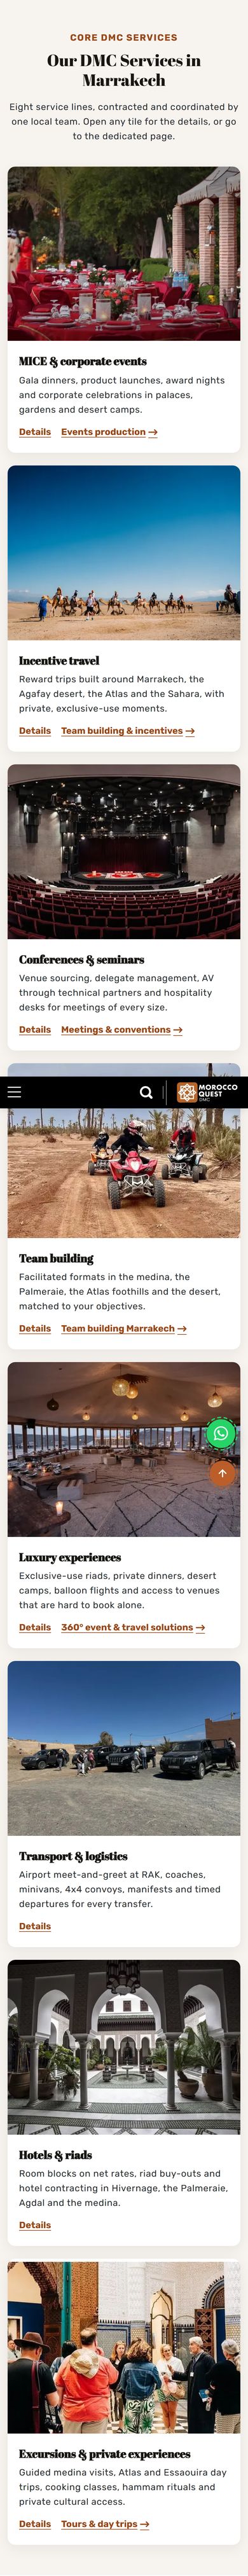 CORE DMC SERVICES
Our DMC Services in
Marrakech
Eight service lines, contracted and coordinated by
one local team. Open any tile for the details, or go
to the dedicated page.
MICE & corporate events
Gala dinners, product launches, award nights
and corporate celebrations in palaces,
gardens and desert camps.
Details Events production →
Incentive travel
Reward trips built around Marrakech, the
Agafay desert, the Atlas and the Sahara, with
private, exclusive-use moments.
Details Team building & incentives →
Conferences & seminars
Venue sourcing, delegate management, AV
through technical partners and hospitality
desks for meetings of every size.
Details Meetings & conventions →
MOROCCO
QUEST
DMC
Team building
Facilitated formats in the medina, the
Palmeraie, the Atlas foothills and the desert,
matched to your objectives.
Details Team building Marrakech →
Luxury experiences
Exclusive-use riads, private dinners, desert
camps, balloon flights and access to venues
that are hard to book alone.
Details 360° event & travel solutions →
Transport & logistics
Airport meet-and-greet at RAK, coaches,
minivans, 4x4 convoys, manifests and timed
departures for every transfer.
Details
Hotels & riads
Room blocks on net rates, riad buy-outs and
hotel contracting in Hivernage, the Palmeraie,
Agdal and the medina.
Details
Excursions & private experiences
Guided medina visits, Atlas and Essaouira day
trips, cooking classes, hammam rituals and
private cultural access.
Details Tours & day trips →